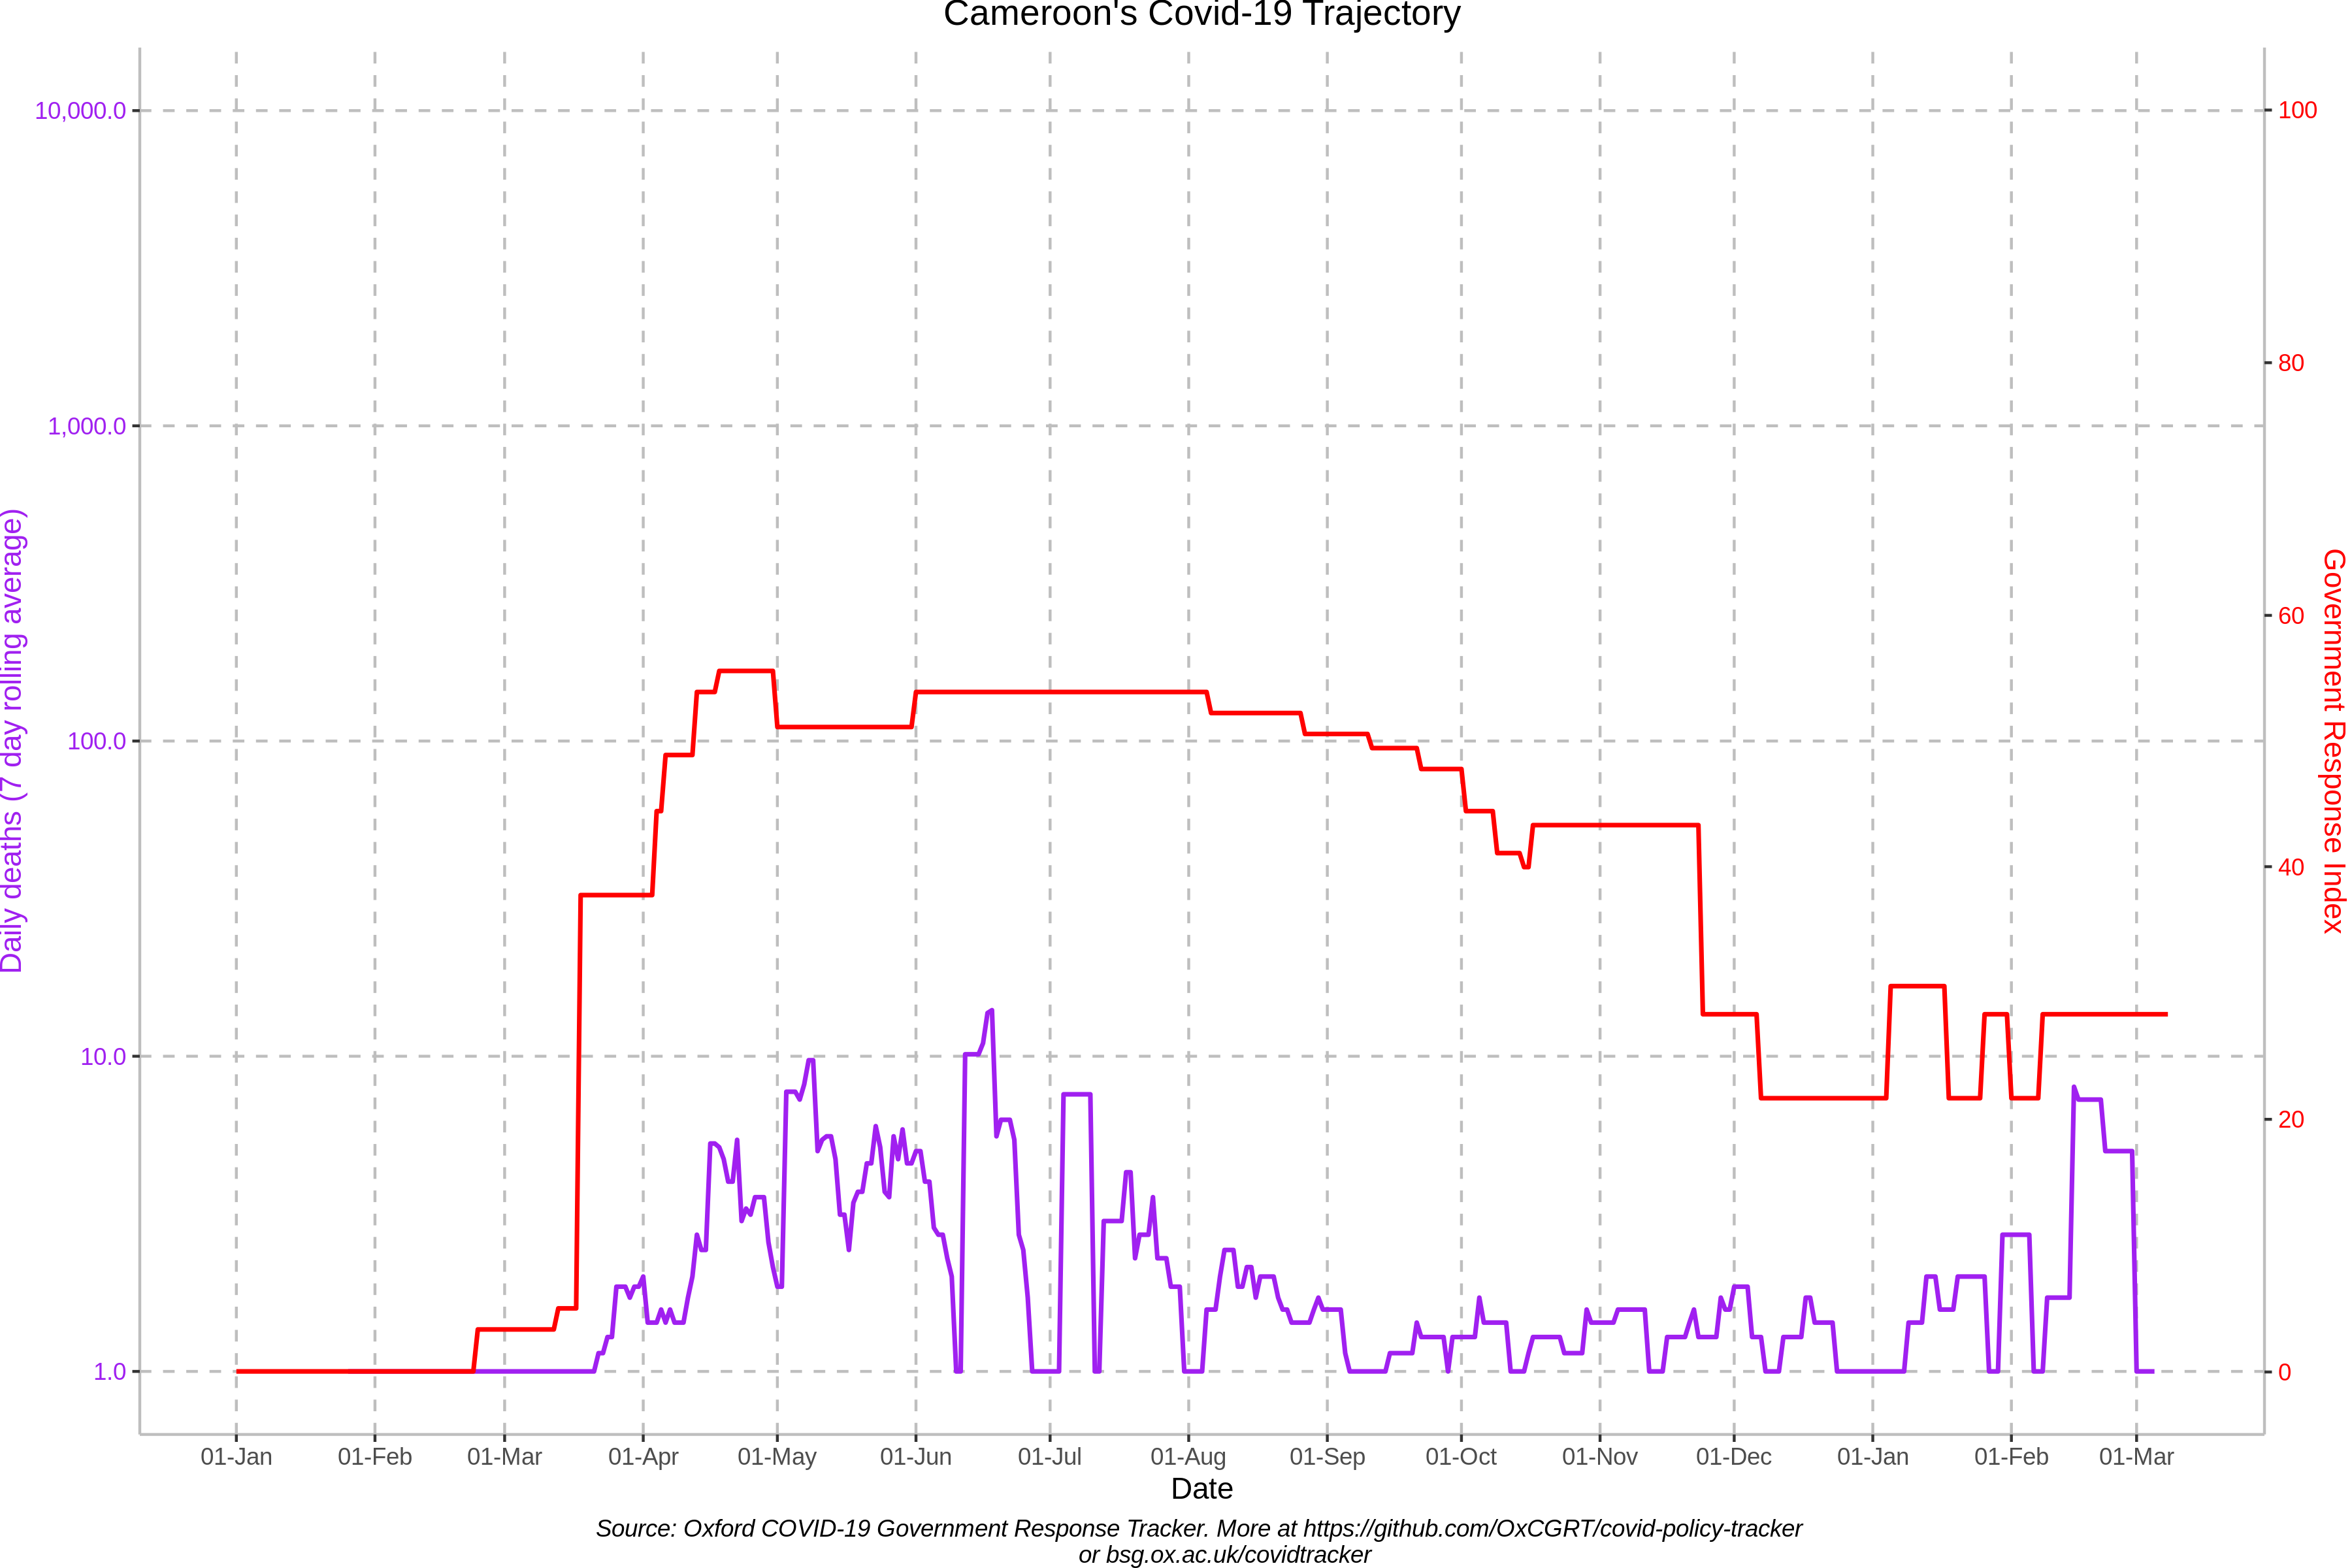 Cameroon's Covid-19 Trajectory
10,000.0
1,000.0
100.0
10.0
1.0
Daily deaths (7 day rolling average)
100
80
60
40
20
0
Government Response Index
01-Jan 01-Feb 01-Mar 01-Apr 01-May 01-Jun 01-Jul 01-Aug 01-Sep 01-Oct 01-Nov 01-Dec 01-Jan 01-Feb 01-Mar
Date
Source: Oxford COVID-19 Government Response Tracker. More at https://github.com/OxCGRT/covid-policy-tracker
or bsg.ox.ac.uk/covidtracker